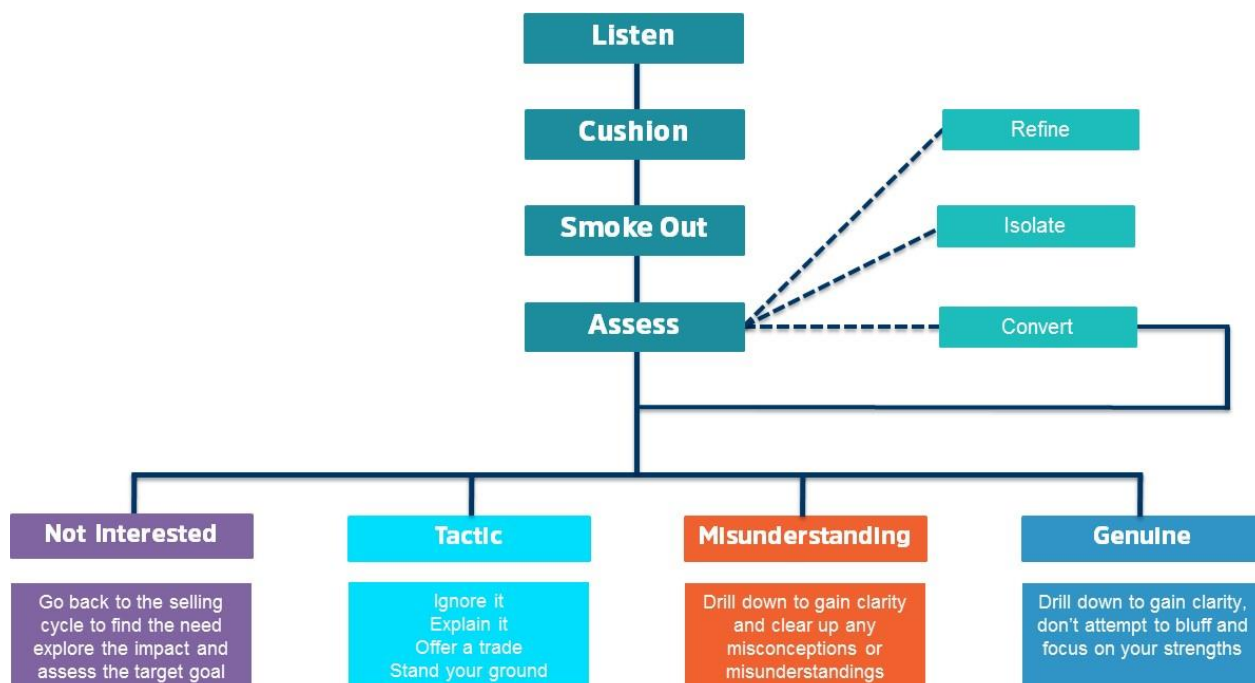 Listen
Cushion
Refine
Smoke Out
Isolate
Assess
Convert
Not Interested
Tactic
Misunderstanding
Genuine
Go back to the selling
cycle to find the need
explore the impact and
assess the target goal
Ignore it
Explain it
Offer a trade
Stand your ground
Drill down to gain clarity
and clear up any
misconceptions or
misunderstandings
Drill down to gain clarity,
don't attempt to bluff and
focus on your strengths